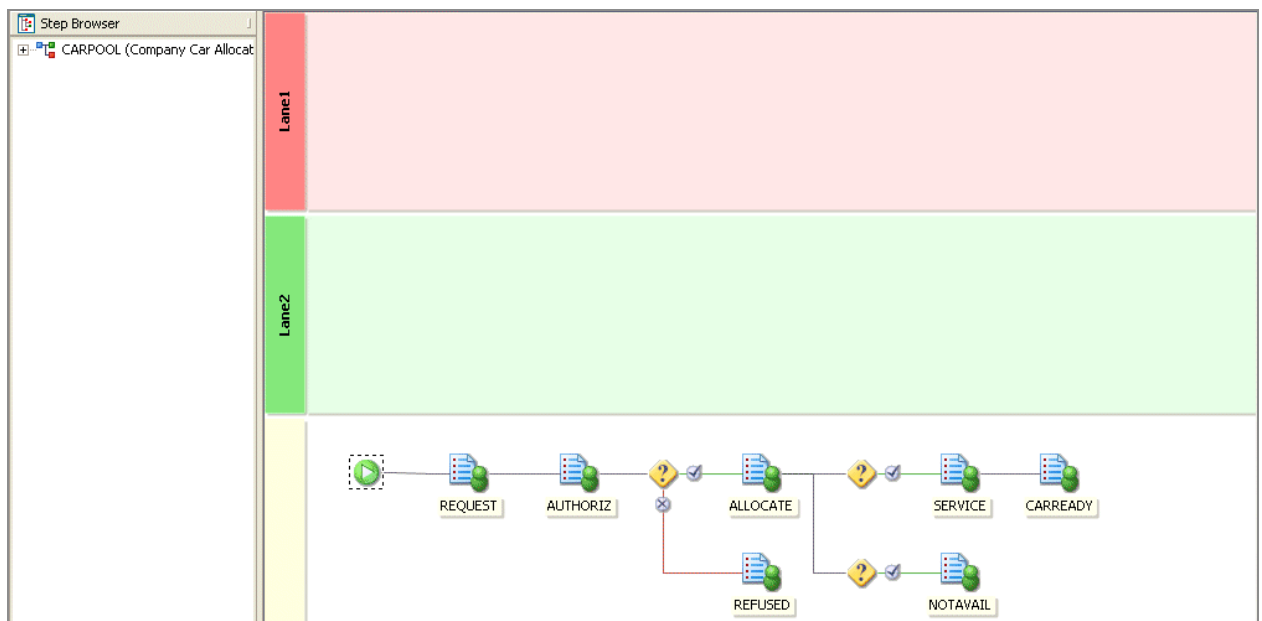 Step Browser
CARPOOL (Company Car Allocat
Lane1
Lane2
REQUEST
AUTHORIZ
ALLOCATE
SERVICE
CARREADY
REFUSED
NOTAVAIL